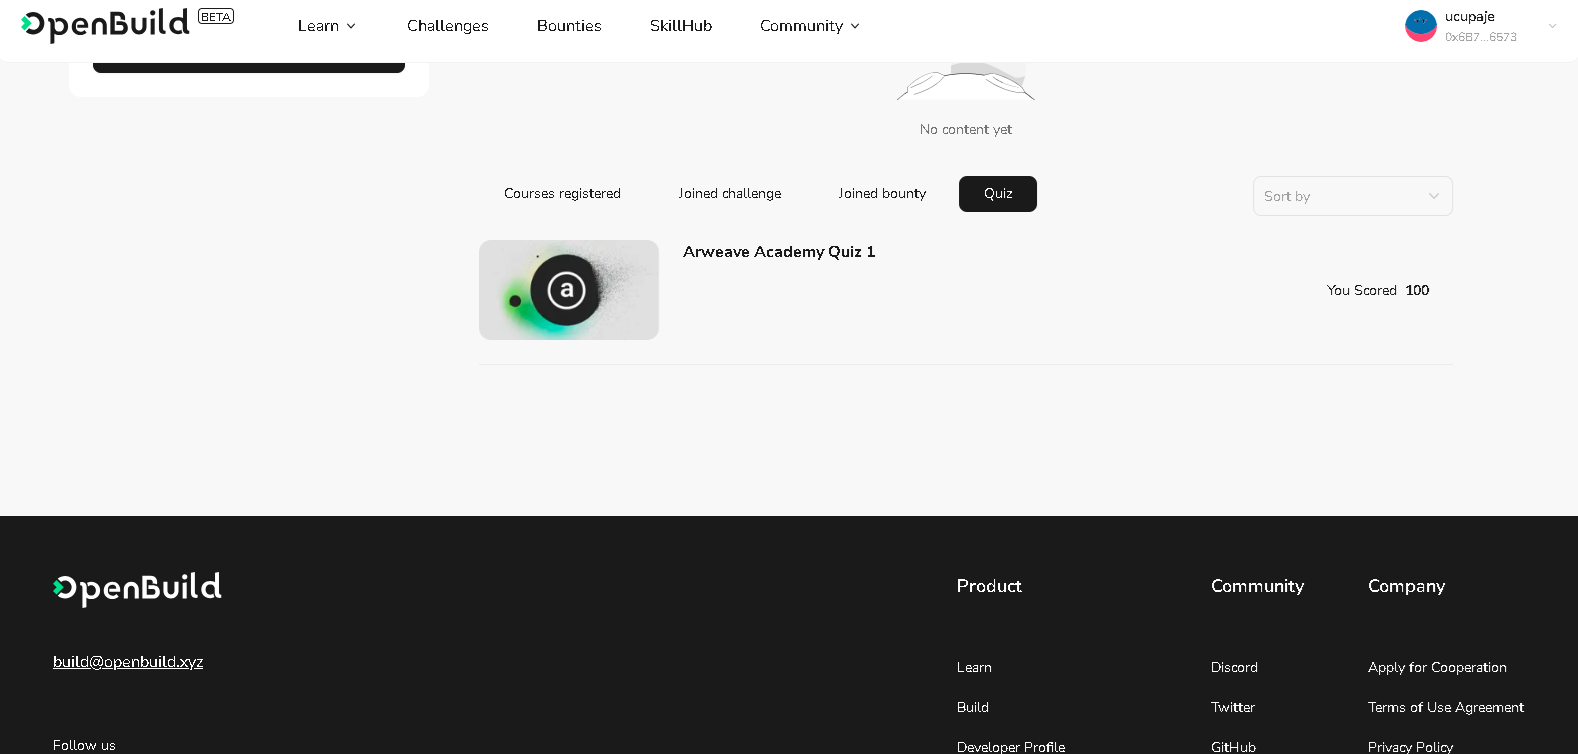 OpenBuild BETA
Learn
Challenges
Bounties
SkillHub
Community
ucupaje
0x6B7...6573
No content yet
Courses registered
Joined challenge
Joined bounty
Quiz
Sort by
Arweave Academy Quiz 1
a
You Scored 100
OpenBuild
build@openbuild.xyz
Follow us
Product
Learn
Build
Developer Profile
Community
Discord
Twitter
GitHub
Company
Apply for Cooperation
Terms of Use Agreement
Privacy Policy